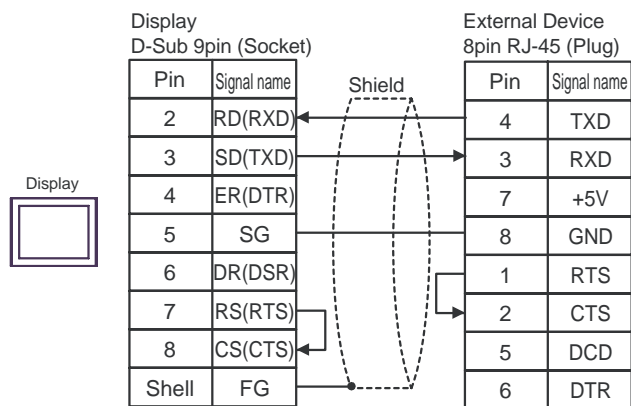 Display
D-Sub 9pin (Socket)
External Device
8pin RJ-45 (Plug)
Pin Signal name
Shield
Pin Signal name
2 RD(RXD)
4 TXD
3 SD(TXD)
3 RXD
Display
4 ER(DTR)
7 +5V
5 SG
8 GND
6 DR(DSR)
1 RTS
7 RS(RTS)
2 CTS
8 CS(CTS)
5 DCD
Shell FG
6 DTR